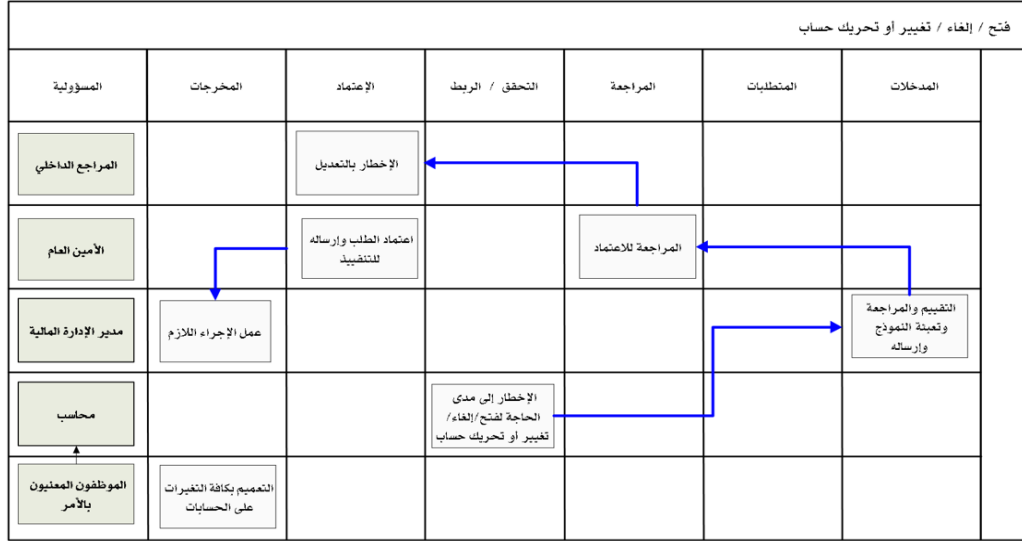 فتح / إلغاء / تغيير أو تحريك حساب
المدخلات
المتطلبات
المراجعة
التحقق / الربط
الإعتماد
المخرجات
المسؤولية
الإخطار بالتعديل
المراجع الداخلي
المراجعة للاعتماد
اعتماد الطلب وإرساله
للتنفييذ
الأمين العام
التقييم والمراجعة
وتعبئة النموذج
وإرساله
عمل الإجراء اللازم
مدير الإدارة المالية
الإخطار إلى مدى
الحاجة لفتح/إلغاء/
تغيير أو تحريك حساب
محاسب
التعميم بكافة التغيرات
على الحسابات
الموظفون المعنيون
بالأمر